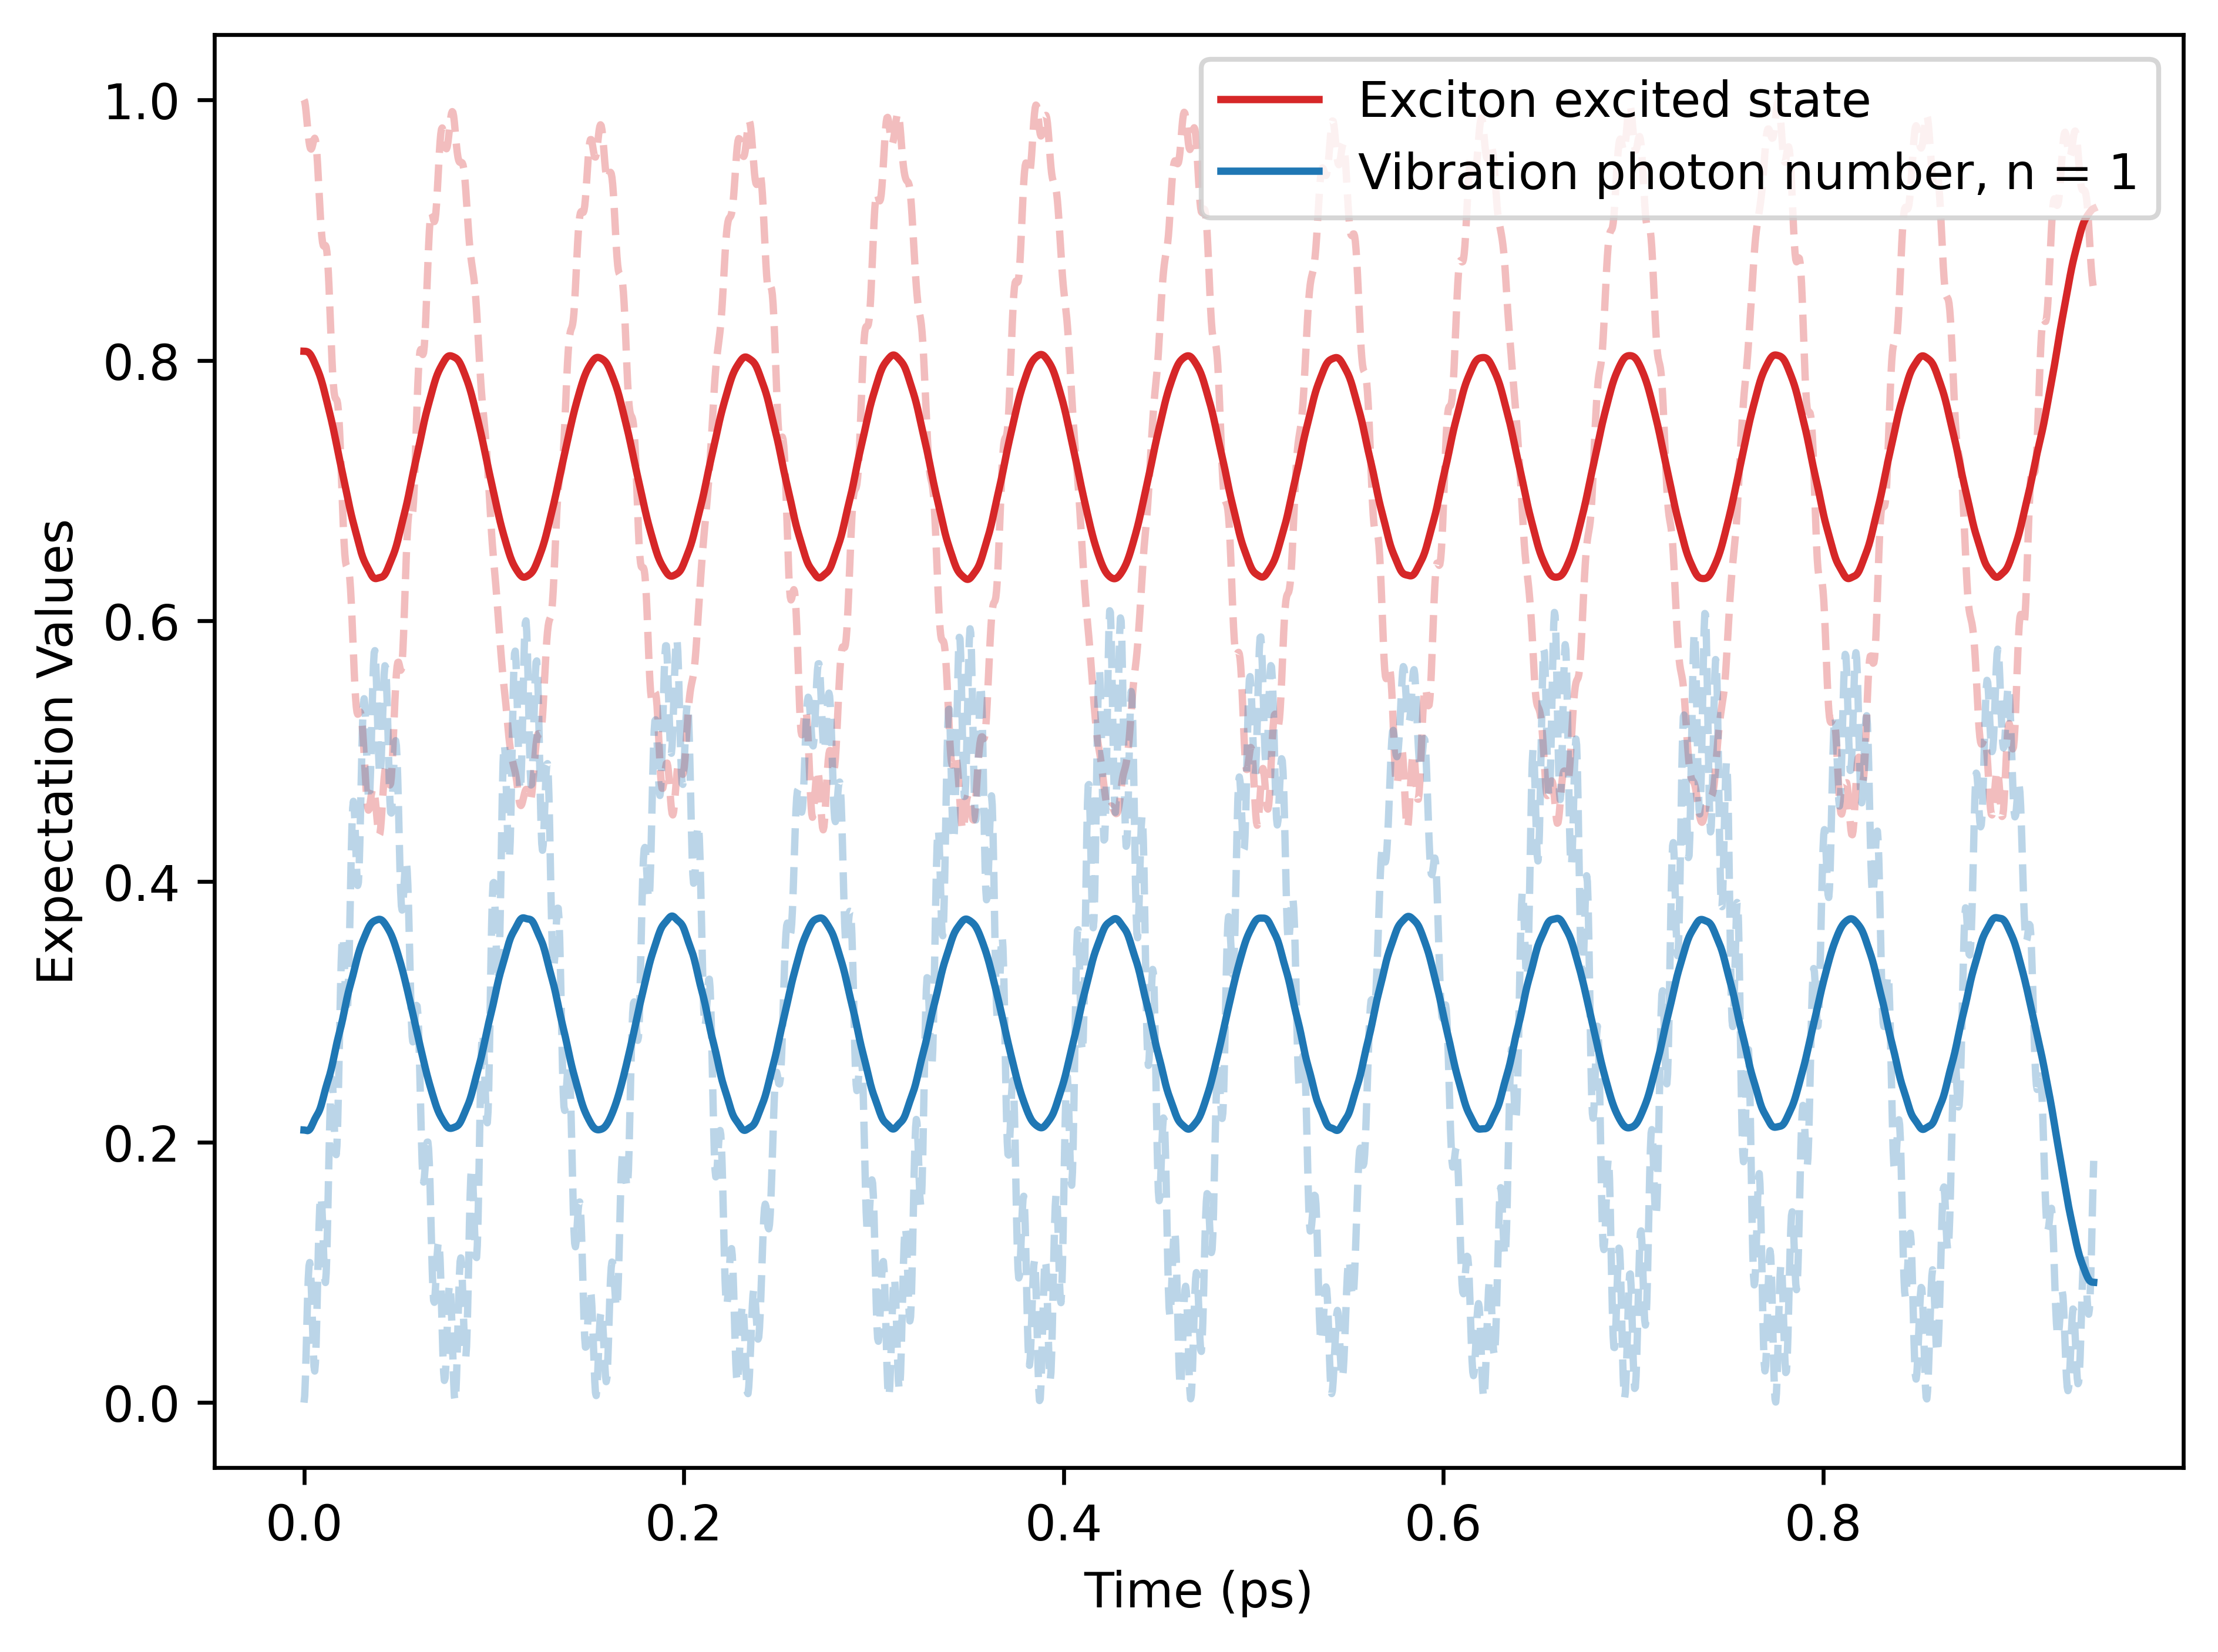 Exciton excited state
Vibration photon number, n = 1
Expectation Values
1.0
0.8
0.6
0.4
0.2
0.0
0.0 0.2 0.4 0.6 0.8
Time (ps)